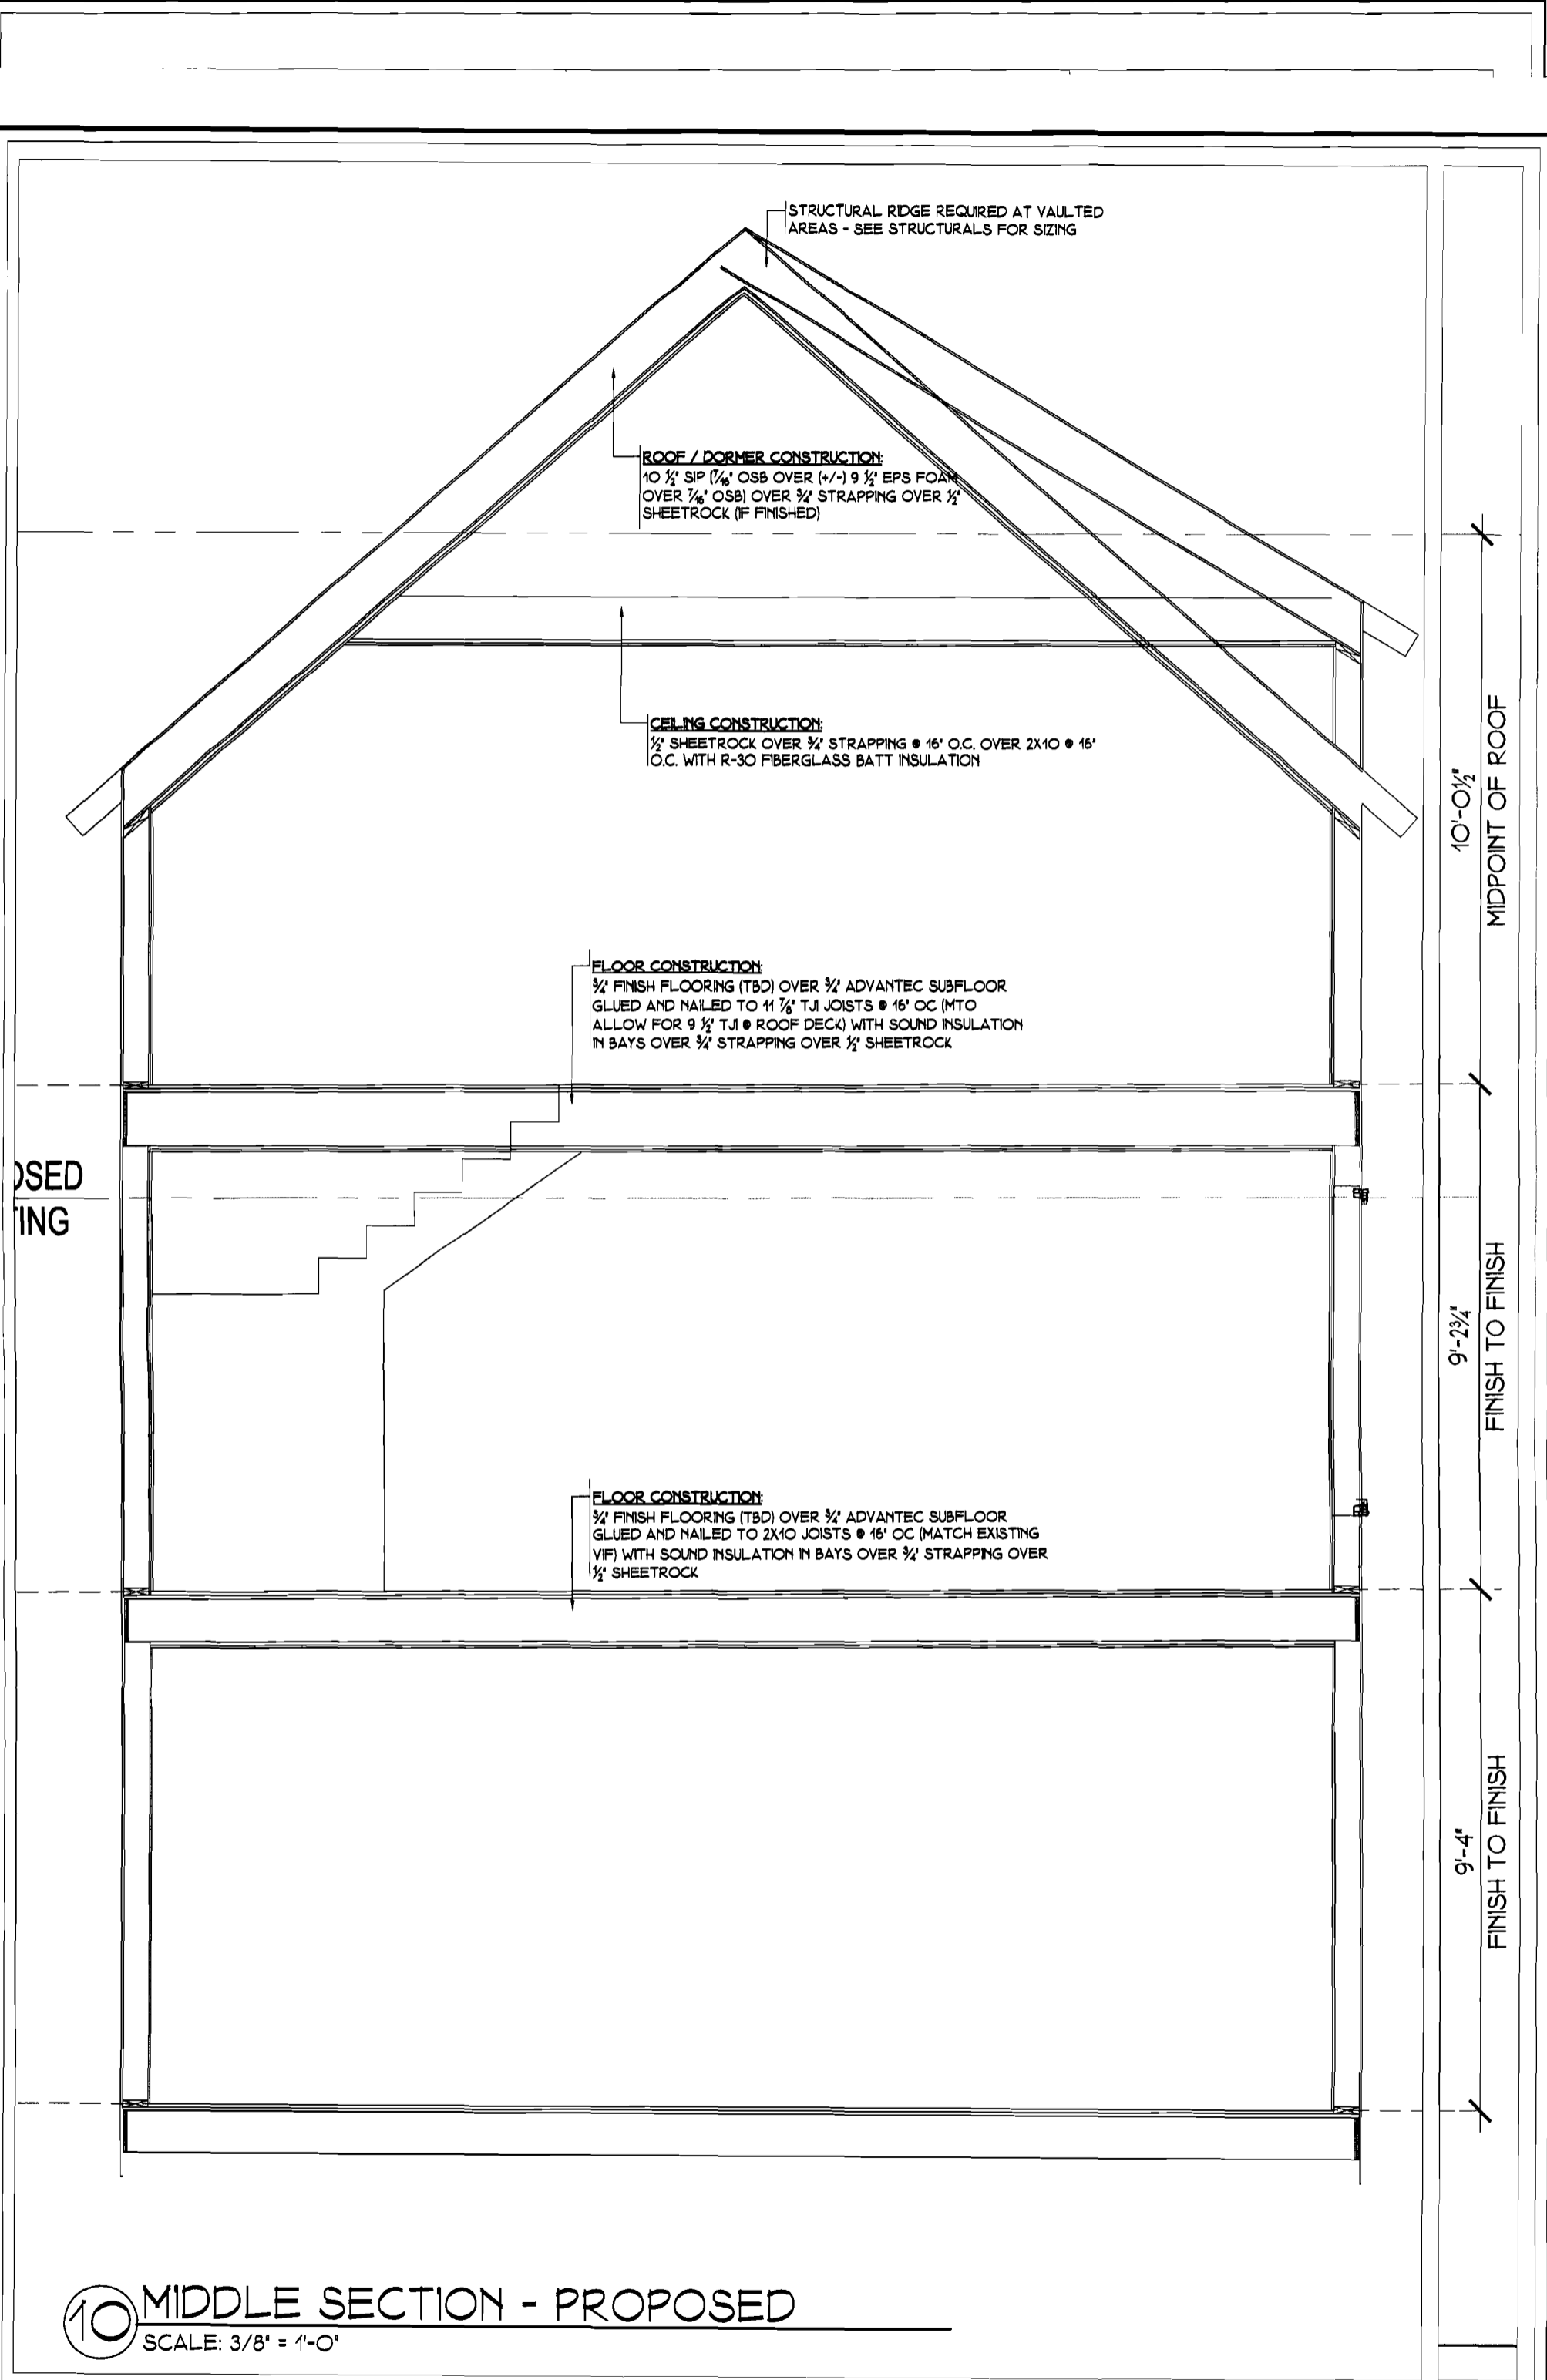 STRUCTURAL RIDGE REQUIRED AT VAULTED
AREAS - SEE STRUCTURALS FOR SIZING
ROOF / DORMER CONSTRUCTION:
10 ½" SIP (7/16" OSB OVER (+/-) 9 ½" EPS FOAM
OVER 7/16" OSB) OVER ¾" STRAPPING OVER ½"
SHEETROCK (IF FINISHED)
CEILING CONSTRUCTION:
½" SHEETROCK OVER ¾" STRAPPING @ 16" O.C. OVER 2X10 @ 16"
O.C. WITH R-30 FIBERGLASS BATT INSULATION
10'-0½"
MIDPOINT OF ROOF
FLOOR CONSTRUCTION:
¾" FINISH FLOORING (TBD) OVER ¾" ADVANTEC SUBFLOOR
GLUED AND NAILED TO 11 ⅞" TJI JOISTS @ 16" OC (MTO
ALLOW FOR 9 ½" TJI @ ROOF DECK) WITH SOUND INSULATION
IN BAYS OVER ¾" STRAPPING OVER ½" SHEETROCK
OSED
TING
9'-2¾"
FINISH TO FINISH
FLOOR CONSTRUCTION:
¾" FINISH FLOORING (TBD) OVER ¾" ADVANTEC SUBFLOOR
GLUED AND NAILED TO 2X10 JOISTS @ 16" OC (MATCH EXISTING
VIF) WITH SOUND INSULATION IN BAYS OVER ¾" STRAPPING OVER
½" SHEETROCK
9'-4"
FINISH TO FINISH
10 MIDDLE SECTION - PROPOSED
SCALE: 3/8" = 1'-0"